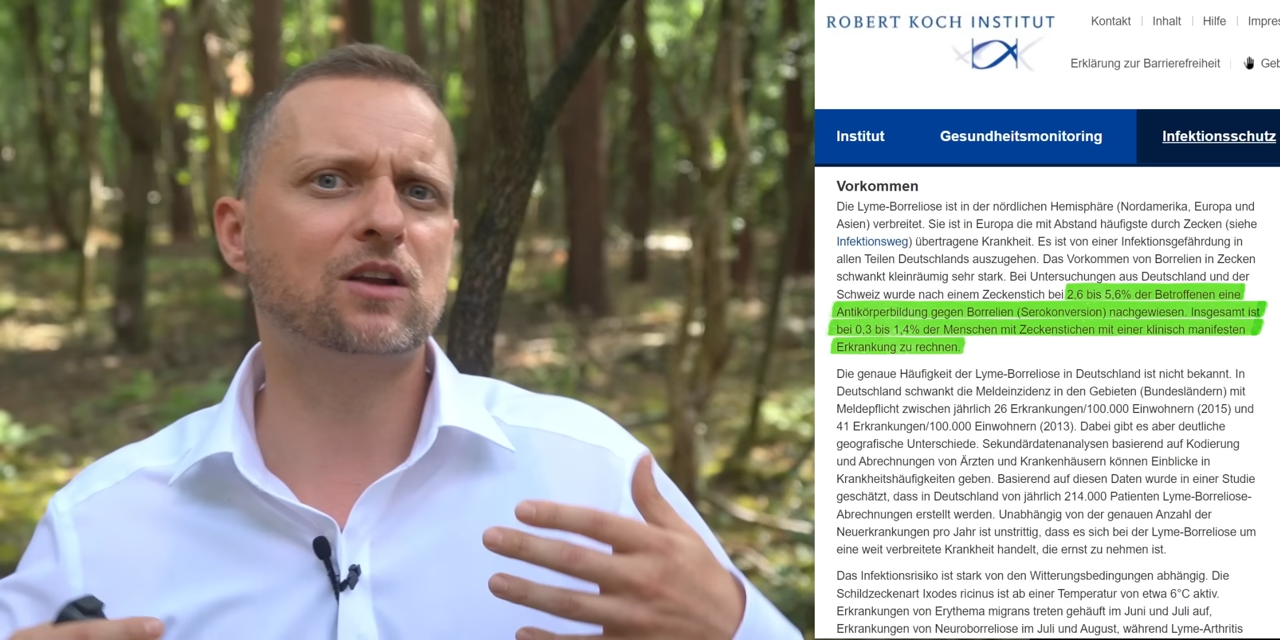 ROBERT KOCH INSTITUT
Kontakt Inhalt Hilfe Impres
Erklärung zur Barrierefreiheit Geb
Institut Gesundheitsmonitoring Infektionsschutz
Vorkommen
Die Lyme-Borreliose ist in der nördlichen Hemisphäre (Nordamerika, Europa und
Asien) verbreitet. Sie ist in Europa die mit Abstand häufigste durch Zecken (siehe
Infektionsweg) übertragene Krankheit. Es ist von einer Infektionsgefährdung in
allen Teilen Deutschlands auszugehen. Das Vorkommen von Borrelien in Zecken
schwankt kleinräumig sehr stark. Bei Untersuchungen aus Deutschland und der
Schweiz wurde nach einem Zeckenstich bei 2,6 bis 5,6% der Betroffenen eine
Antikörperbildung gegen Borrelien (Serokonversion) nachgewiesen. Insgesamt ist
bei 0,3 bis 1,4% der Menschen mit Zeckenstichen mit einer klinisch manifesten
Erkrankung zu rechnen.
Die genaue Häufigkeit der Lyme-Borreliose in Deutschland ist nicht bekannt. In
Deutschland schwankt die Meldeinzidenz in den Gebieten (Bundesländern) mit
Meldepflicht zwischen jährlich 26 Erkrankungen/100.000 Einwohnern (2015) und
41 Erkrankungen/100.000 Einwohnern (2013). Dabei gibt es aber deutliche
geografische Unterschiede. Sekundärdatenanalysen basierend auf Kodierung
und Abrechnungen von Ärzten und Krankenhäusern können Einblicke in
Krankheitshäufigkeiten geben. Basierend auf diesen Daten wurde in einer Studie
geschätzt, dass in Deutschland von jährlich 214.000 Patienten Lyme-Borreliose-
Abrechnungen erstellt werden. Unabhängig von der genauen Anzahl der
Neuerkrankungen pro Jahr ist unstrittig, dass es sich bei der Lyme-Borreliose um
eine weit verbreitete Krankheit handelt, die ernst zu nehmen ist.
Das Infektionsrisiko ist stark von den Witterungsbedingungen abhängig. Die
Schildzeckenart Ixodes ricinus ist ab einer Temperatur von etwa 6°C aktiv.
Erkrankungen von Erythema migrans treten gehäuft im Juni und Juli auf,
Erkrankungen von Neuroborreliose im Juli und August, während Lyme-Arthritis